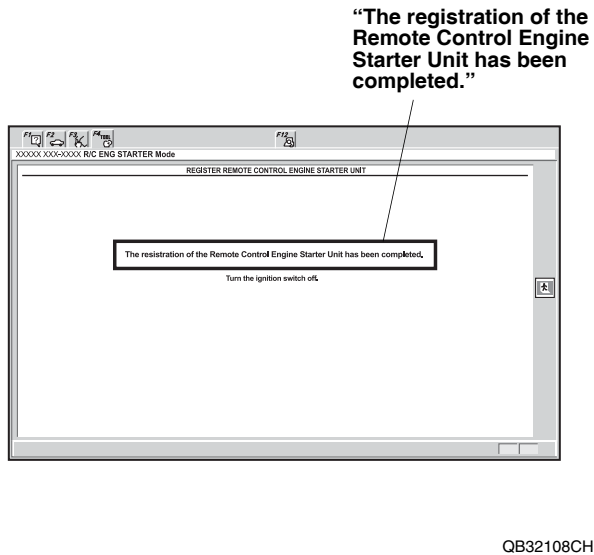 “The registration of the
Remote Control Engine
Starter Unit has been
completed.”
F1 F2 F3 F4 TOOL F12
XXXXX XXX-XXXX R/C ENG STARTER Mode
REGISTER REMOTE CONTROL ENGINE STARTER UNIT
The resistration of the Remote Control Engine Starter Unit has been completed.
Turn the ignition switch off.
QB32108CH